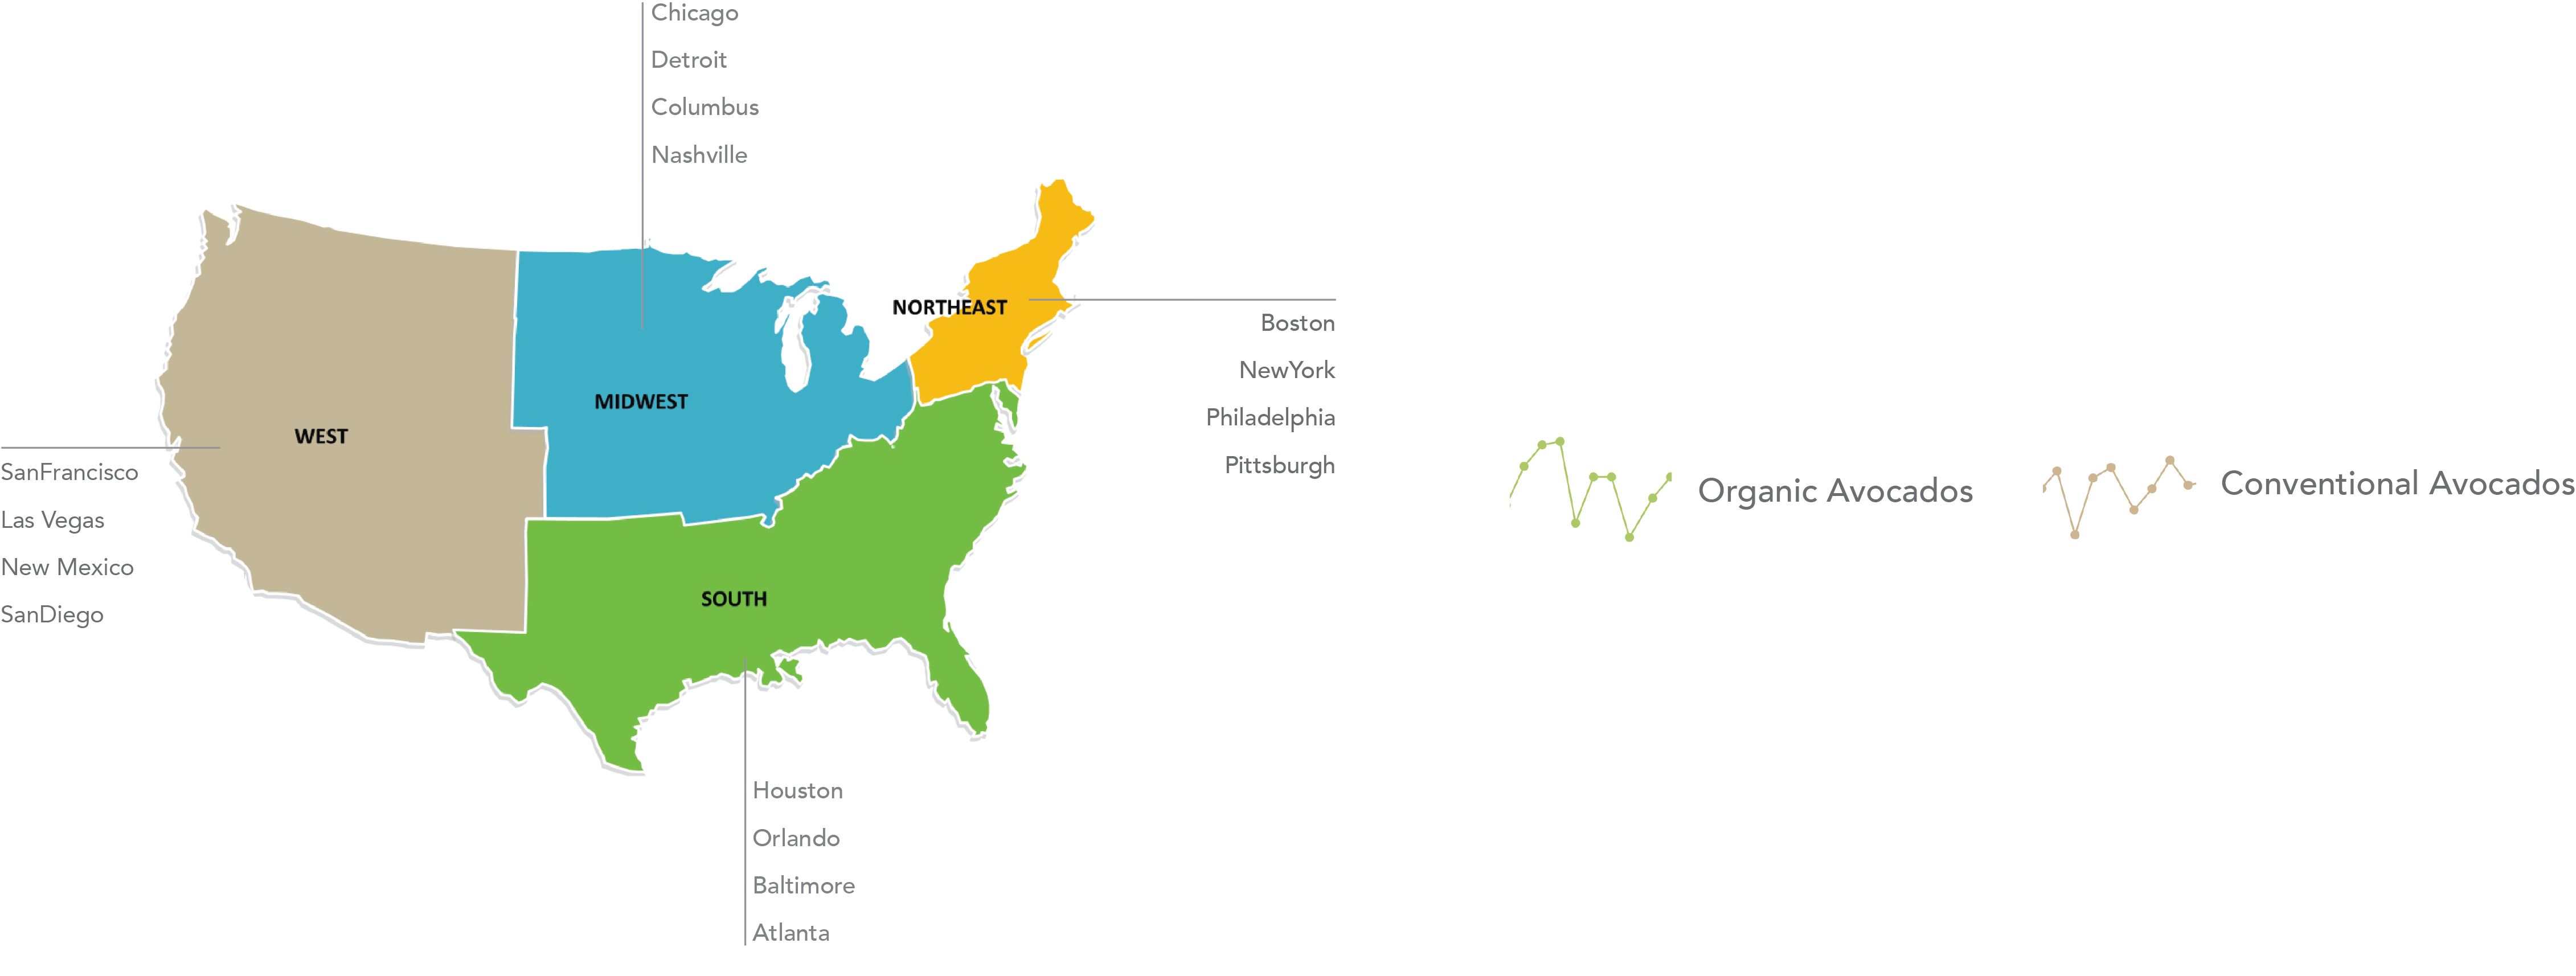 Chicago
Detroit
Columbus
Nashville
NORTHEAST
Boston
NewYork
Philadelphia
Pittsburgh
MIDWEST
WEST
SanFrancisco
Las Vegas
New Mexico
SanDiego
SOUTH
Houston
Orlando
Baltimore
Atlanta
Organic Avocados
Conventional Avocados